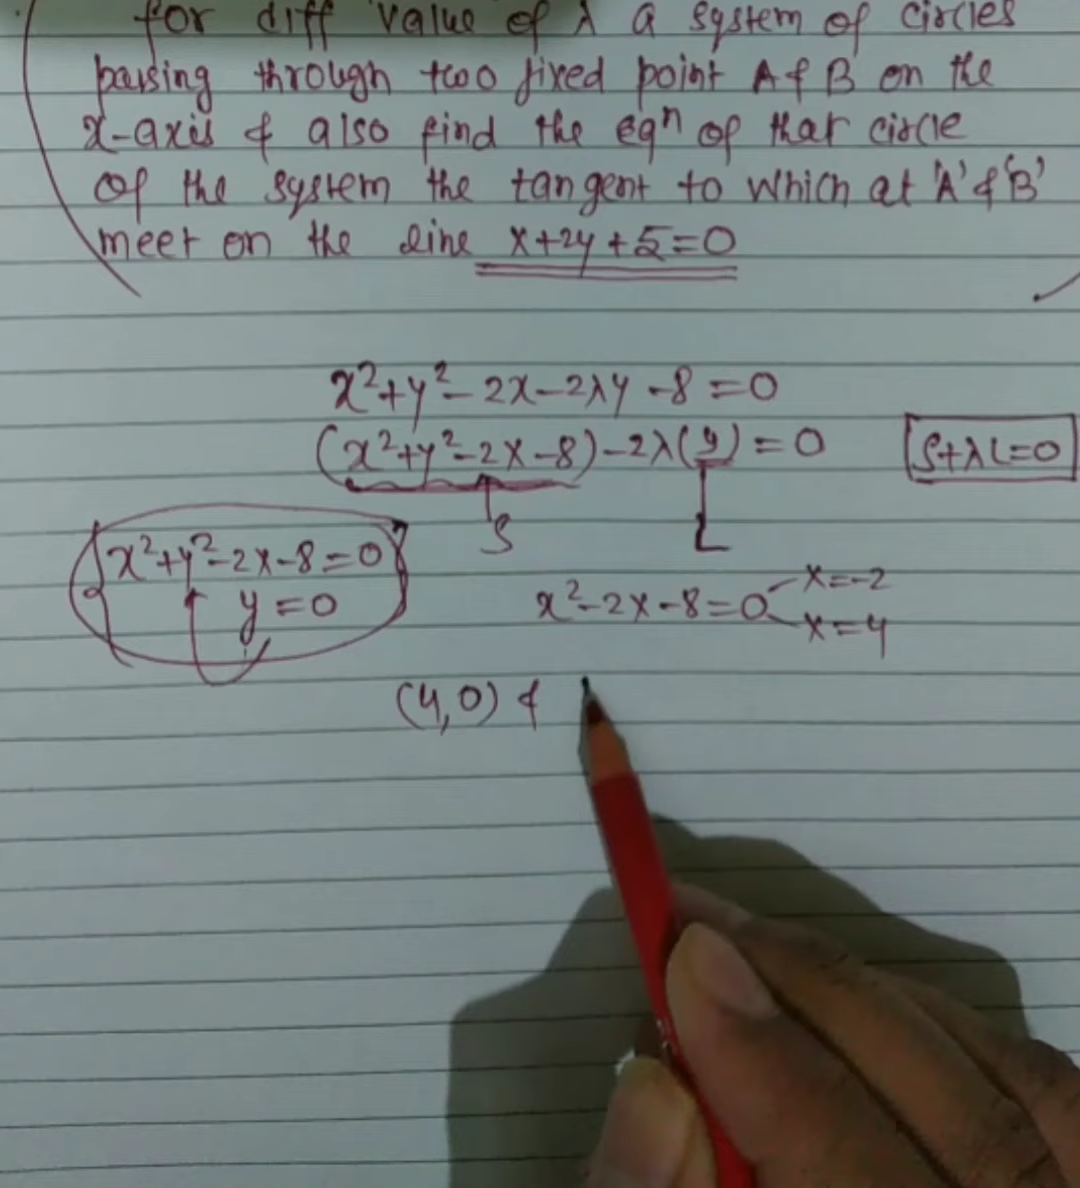 for diff value of λ a system of circles
passing through two fixed point A & B on the
x-axis & also find the eqⁿ of that circle
of the system the tangent to which at 'A' & 'B'
meet on the line x+2y+5=0
x²+y²-2x-2λy-8=0
(x²+y²-2x-8)-2λ(y)=0 S+λL=0
S L
x²+y²-2x-8=0
y=0
x²-2x-8=0 x=-2
x=4
(4,0) &